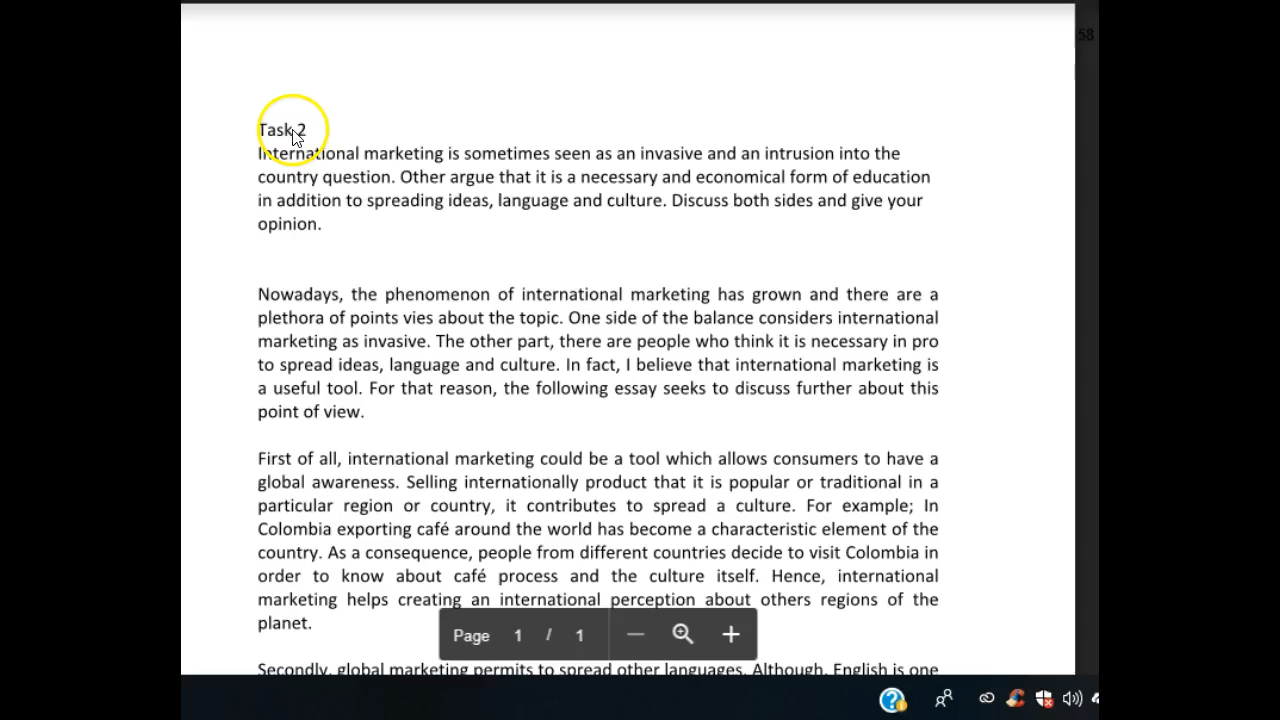 58
Task 2
International marketing is sometimes seen as an invasive and an intrusion into the
country question. Other argue that it is a necessary and economical form of education
in addition to spreading ideas, language and culture. Discuss both sides and give your
opinion.
Nowadays, the phenomenon of international marketing has grown and there are a
plethora of points vies about the topic. One side of the balance considers international
marketing as invasive. The other part, there are people who think it is necessary in pro
to spread ideas, language and culture. In fact, I believe that international marketing is
a useful tool. For that reason, the following essay seeks to discuss further about this
point of view.
First of all, international marketing could be a tool which allows consumers to have a
global awareness. Selling internationally product that it is popular or traditional in a
particular region or country, it contributes to spread a culture. For example; In
Colombia exporting café around the world has become a characteristic element of the
country. As a consequence, people from different countries decide to visit Colombia in
order to know about café process and the culture itself. Hence, international
marketing helps creating an international perception about others regions of the
planet.
Page 1 / 1
Secondly, global marketing permits to spread other languages. Although, English is one